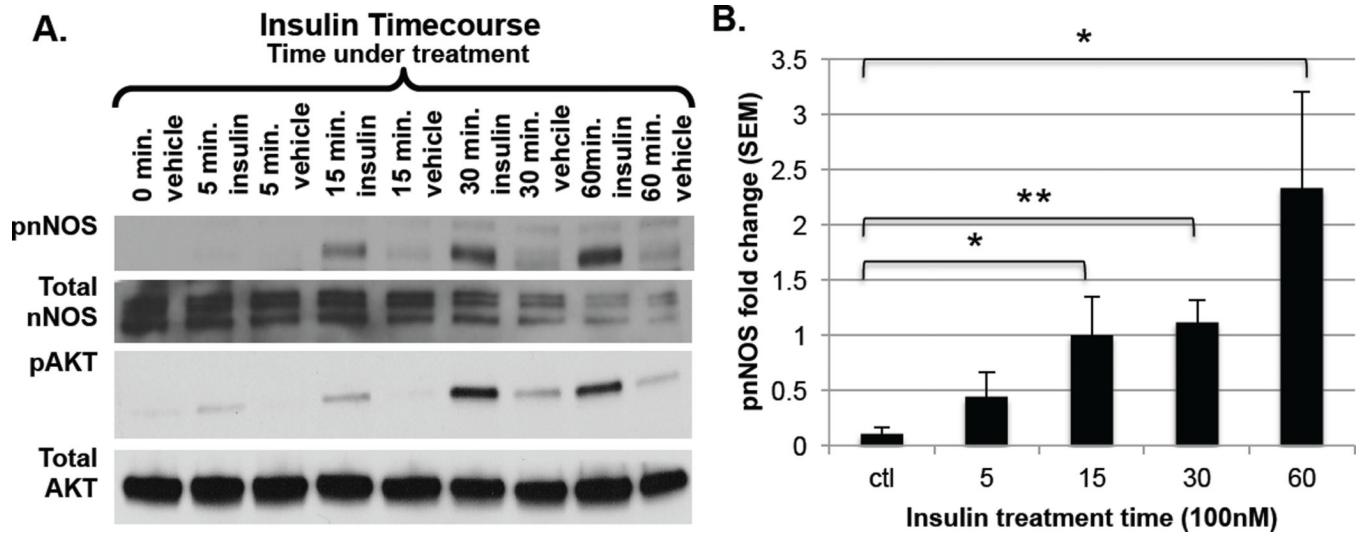 A.
Insulin Timecourse
Time under treatment
0 min.
vehicle
5 min.
insulin
5 min.
vehicle
15 min.
insulin
15 min.
vehicle
30 min.
insulin
30 min.
vehcile
60min.
insulin
60 min.
vehicle
pnNOS
Total
nNOS
pAKT
Total
AKT
B.
pnNOS fold change (SEM)
3.5
3
2.5
2
1.5
1
0.5
0
*
**
*
ctl 5 15 30 60
Insulin treatment time (100nM)